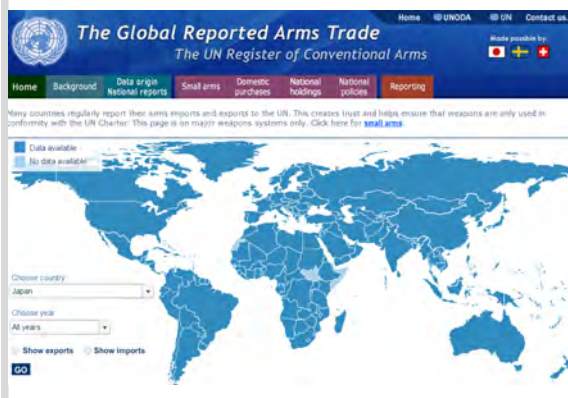 Home UNODA UN Contact us
The Global Reported Arms Trade
The UN Register of Conventional Arms
Made possible by:
Home Background Data origin National reports Small arms Domestic purchases National holdings National policies Reporting
Many countries regularly report their arms imports and exports to the UN. This creates trust and helps ensure that weapons are only used in
conformity with the UN Charter. This page is on major weapons systems only. Click here for small arms.
Data available
No data available
Choose country
Japan
Choose year
All years
Show exports Show imports
GO